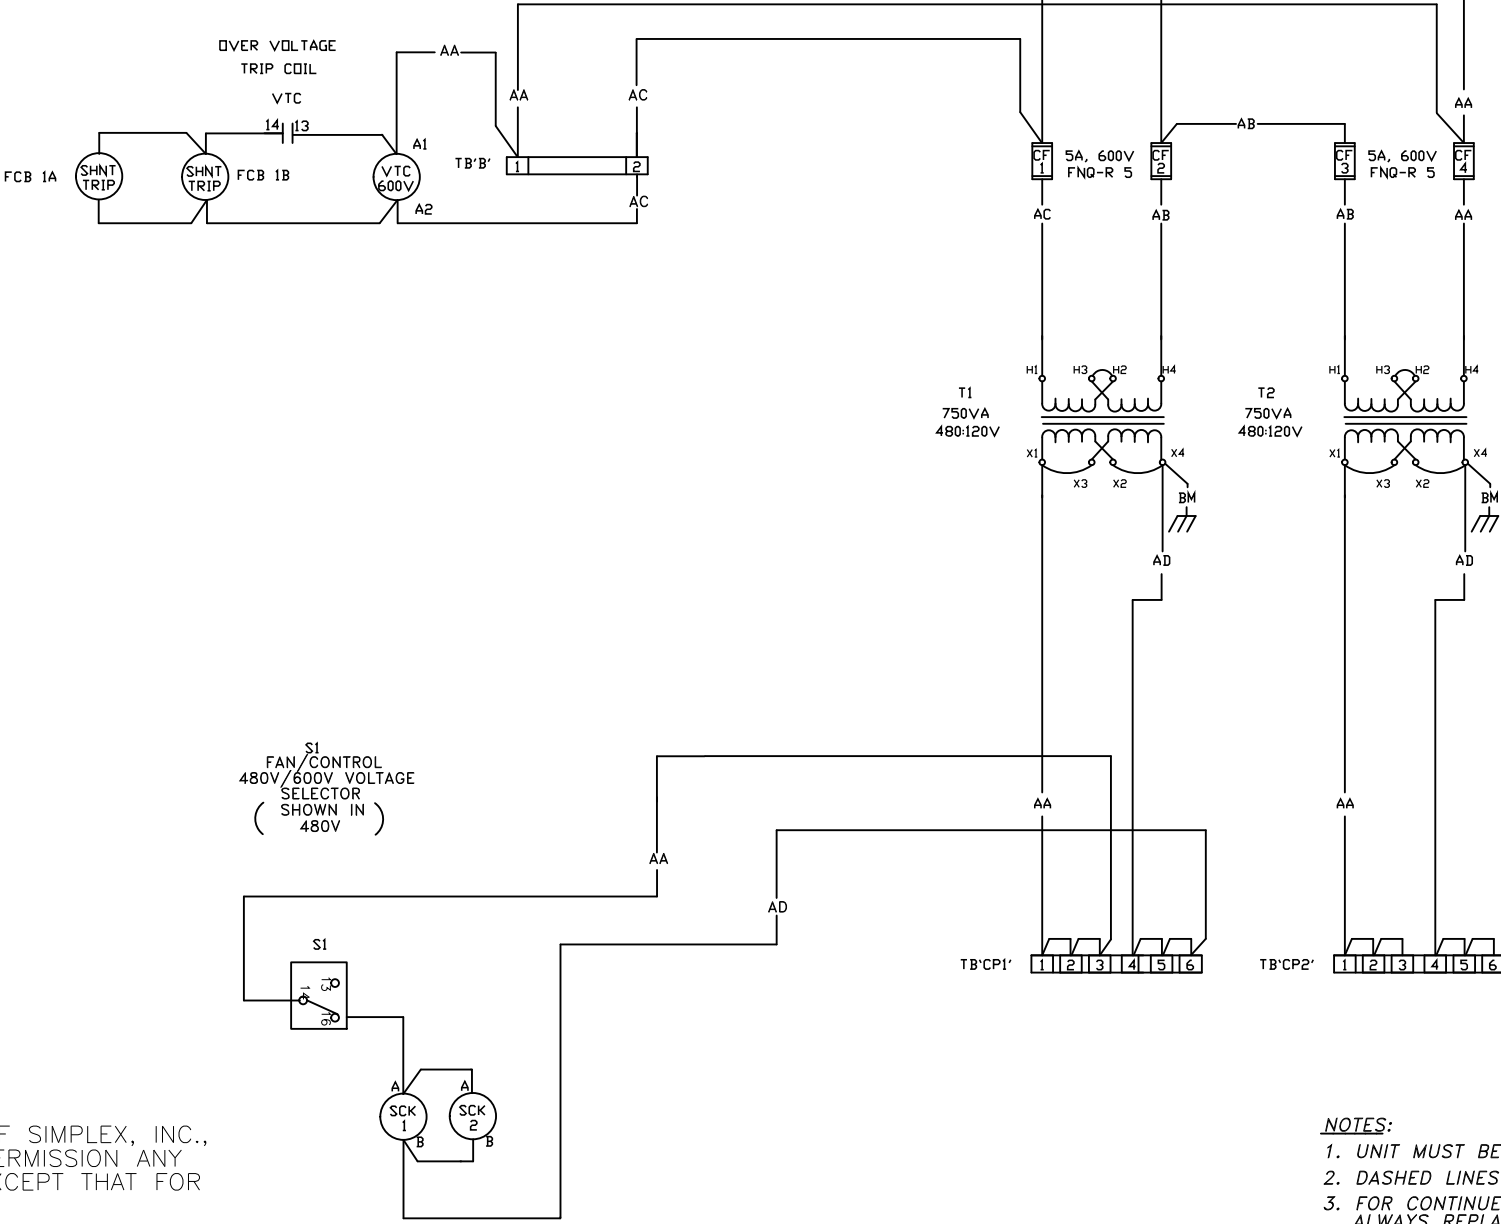 OVER VOLTAGE
TRIP COIL
VTC
14 13
AA
A1
FCB 1A
SHNT
TRIP
SHNT
TRIP
FCB 1B
VTC
600V
A2
AA
AC
TB'B'
1
2
AC
AB
AA
CF
1
5A, 600V
FNQ-R 5
CF
2
CF
3
5A, 600V
FNQ-R 5
CF
4
AC
AB
AB
AA
H1
H3
H2
H4
H1
H3
H2
H4
T1
750VA
480:120V
T2
750VA
480:120V
X1
X3
X2
X4
X1
X3
X2
X4
BM
BM
AD
AD
S1
FAN/CONTROL
480V/600V VOLTAGE
SELECTOR
( SHOWN IN )
480V
AA
AA
AA
AD
S1
13
14
16
TB'CP1'
1 2 3 4 5 6
TB'CP2'
1 2 3 4 5 6
A
A
SCK
1
SCK
2
B
B
F SIMPLEX, INC.,
ERMISSION ANY
XCEPT THAT FOR
NOTES:
1. UNIT MUST BE
2. DASHED LINES
3. FOR CONTINUE
ALWAYS REPLA